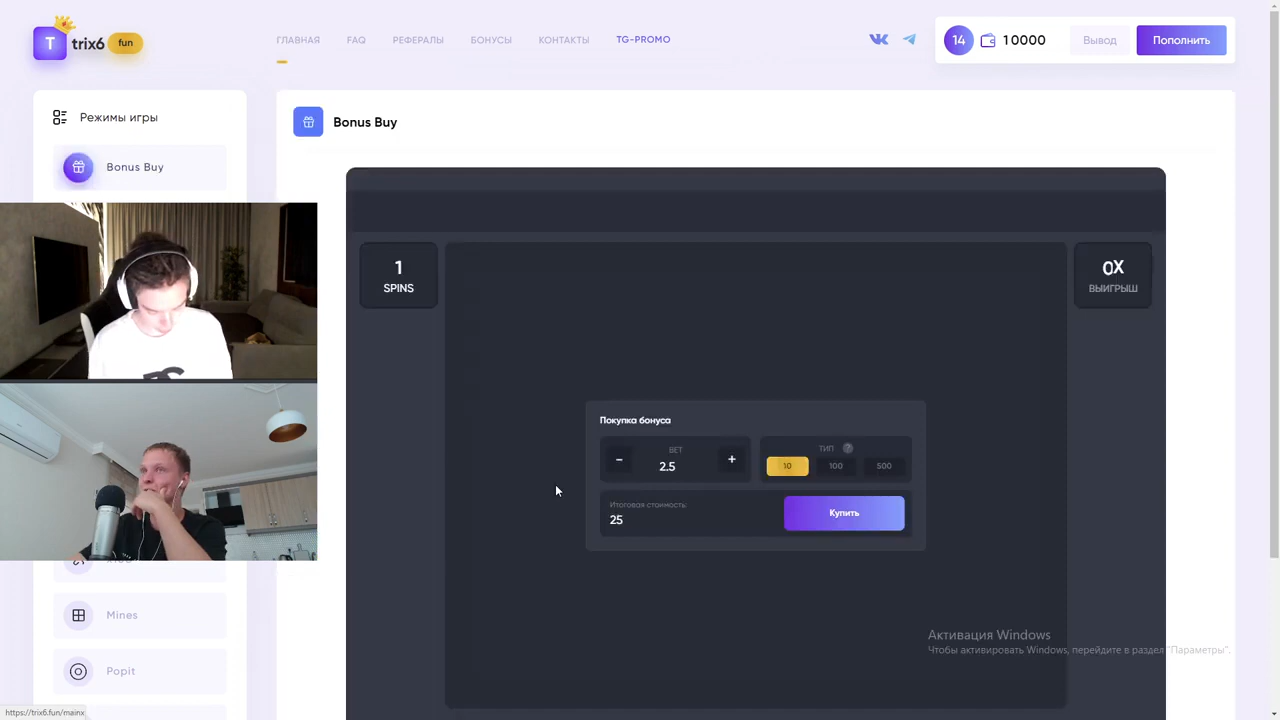 T trix6 fun
ГЛАВНАЯ
FAQ
РЕФЕРАЛЫ
БОНУСЫ
КОНТАКТЫ
TG-PROMO
14
10000
Вывод
Пополнить
Режимы игры
Bonus Buy
Mines
Popit
Bonus Buy
1
SPINS
0X
ВЫИГРЫШ
Покупка бонуса
- БЕТ +
2.5
ТИП ?
10 100 500
Итоговая стоимость:
25
Купить
Активация Windows
Чтобы активировать Windows, перейдите в раздел "Параметры".
https://trix6.fun/mainx